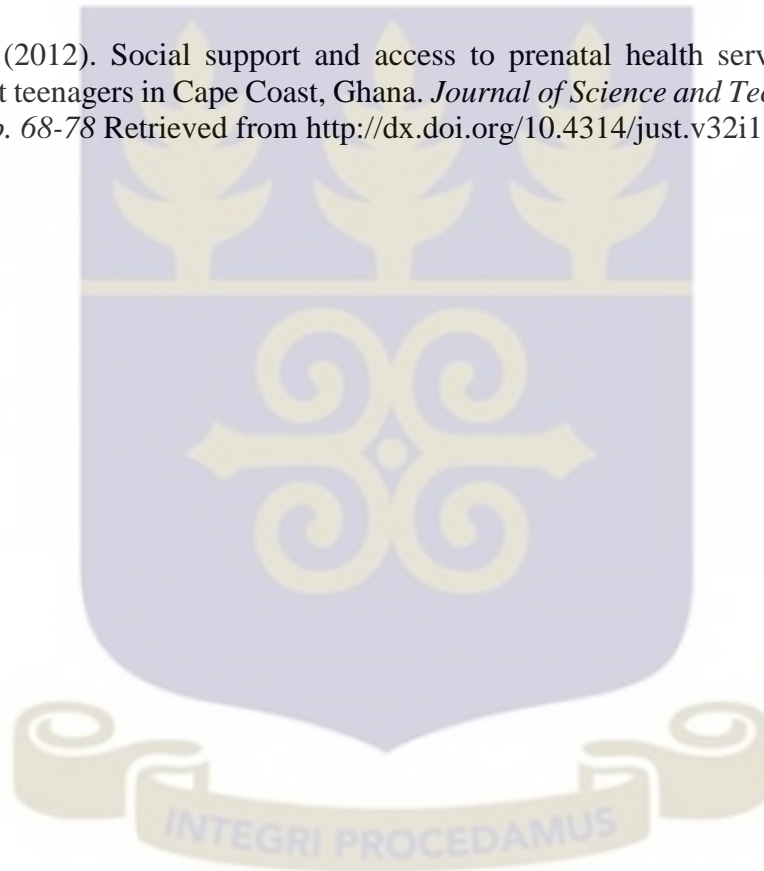 (2012). Social support and access to prenatal health serv
t teenagers in Cape Coast, Ghana. Journal of Science and Tec
. 68-78 Retrieved from http://dx.doi.org/10.4314/just.v32i1
INTEGRI PROCEDAMUS